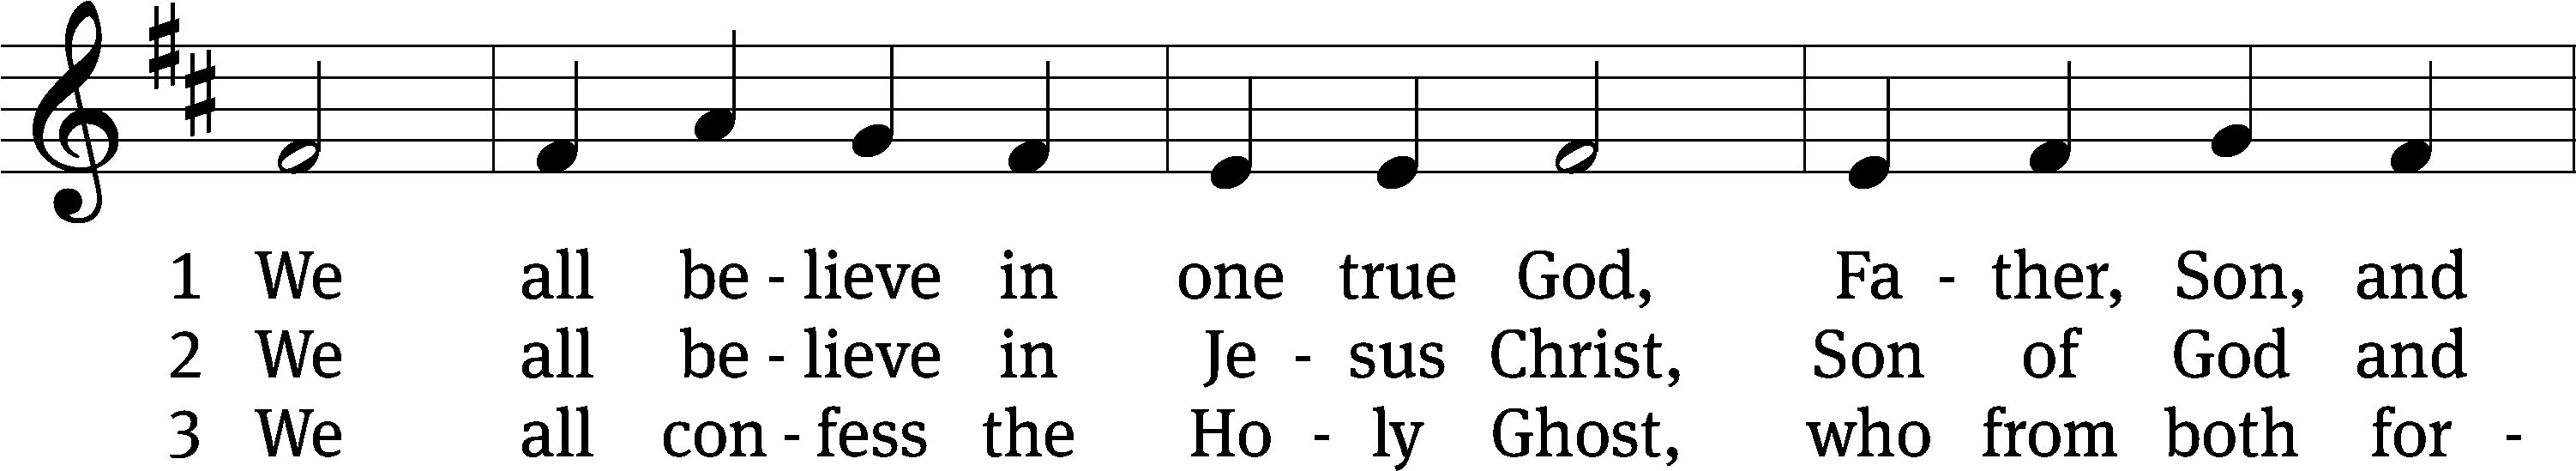 1 We all be - lieve in one true God, Fa - ther, Son, and
2 We all be - lieve in Je - sus Christ, Son of God and
3 We all con - fess the Ho - ly Ghost, who from both for -